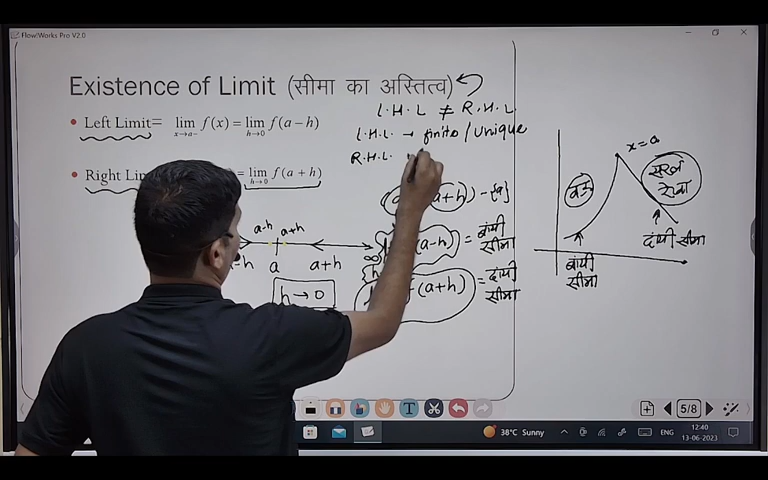 FlowWorks Pro V2.0
Existence of Limit (सीमा का अस्तित्व)
L.H.L ≠ R.H.L.
• Left Limit= lim x→a- f(x) = lim h→0 f(a−h)
L.H.L. → finite / unique
R.H.L.
• Right Lim = lim h→0 f(a+h)
x=a
वक्र
सरल रेखा
a+h) - {a}
a-h a+h
-h a a+h ∞
(a-h) = बांयी सीमा
दांयी सीमा
h→0
f(a+h) = दांयी सीमा
बांयी सीमा
T
5/8
38°C Sunny
ENG
12:40
13-06-2023